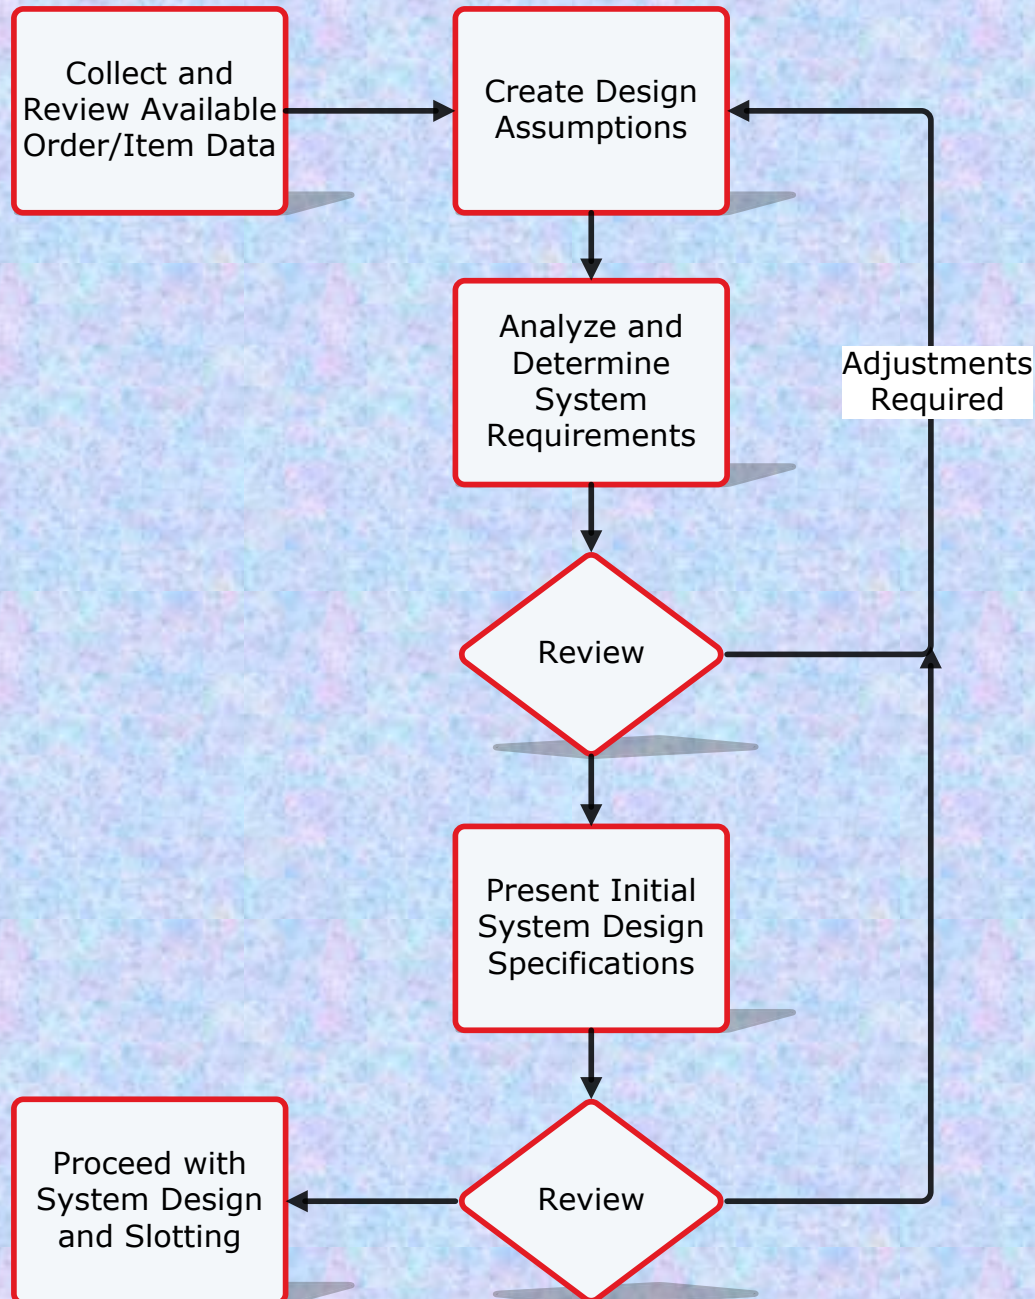 Collect and
Review Available
Order/Item Data
Create Design
Assumptions
Analyze and
Determine
System
Requirements
Adjustments
Required
Review
Present Initial
System Design
Specifications
Proceed with
System Design
and Slotting
Review